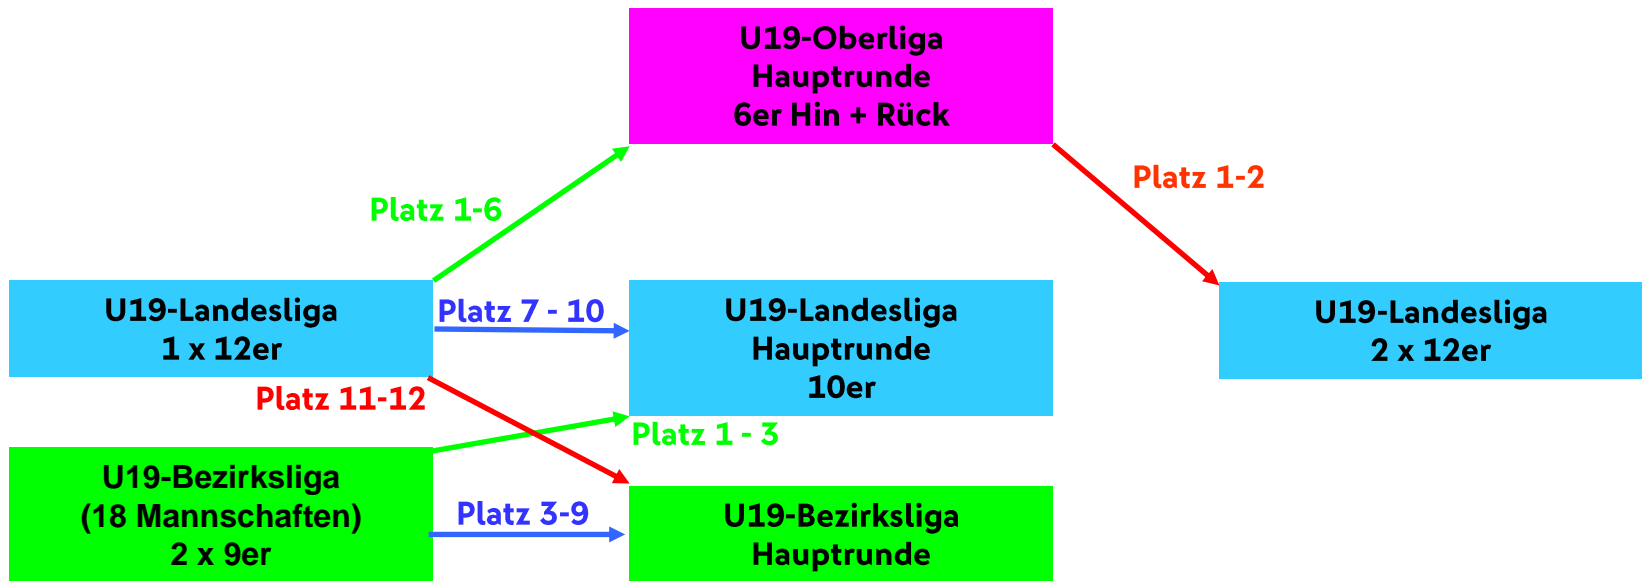 U19-Oberliga
Hauptrunde
6er Hin + Rück
Platz 1-2
Platz 1-6
U19-Landesliga
1 x 12er
Platz 7 - 10
U19-Landesliga
Hauptrunde
10er
U19-Landesliga
2 x 12er
Platz 11-12
Platz 1 - 3
U19-Bezirksliga
(18 Mannschaften)
2 x 9er
Platz 3-9
U19-Bezirksliga
Hauptrunde